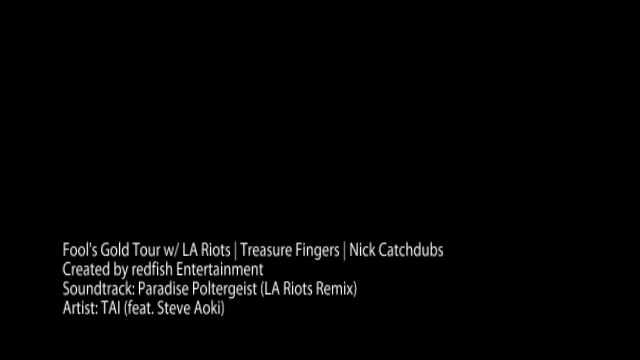 Fool's Gold Tour w/ LA Riots | Treasure Fingers | Nick Catchdubs
Created by redfish Entertainment
Soundtrack: Paradise Poltergeist (LA Riots Remix)
Artist: TAI (feat. Steve Aoki)